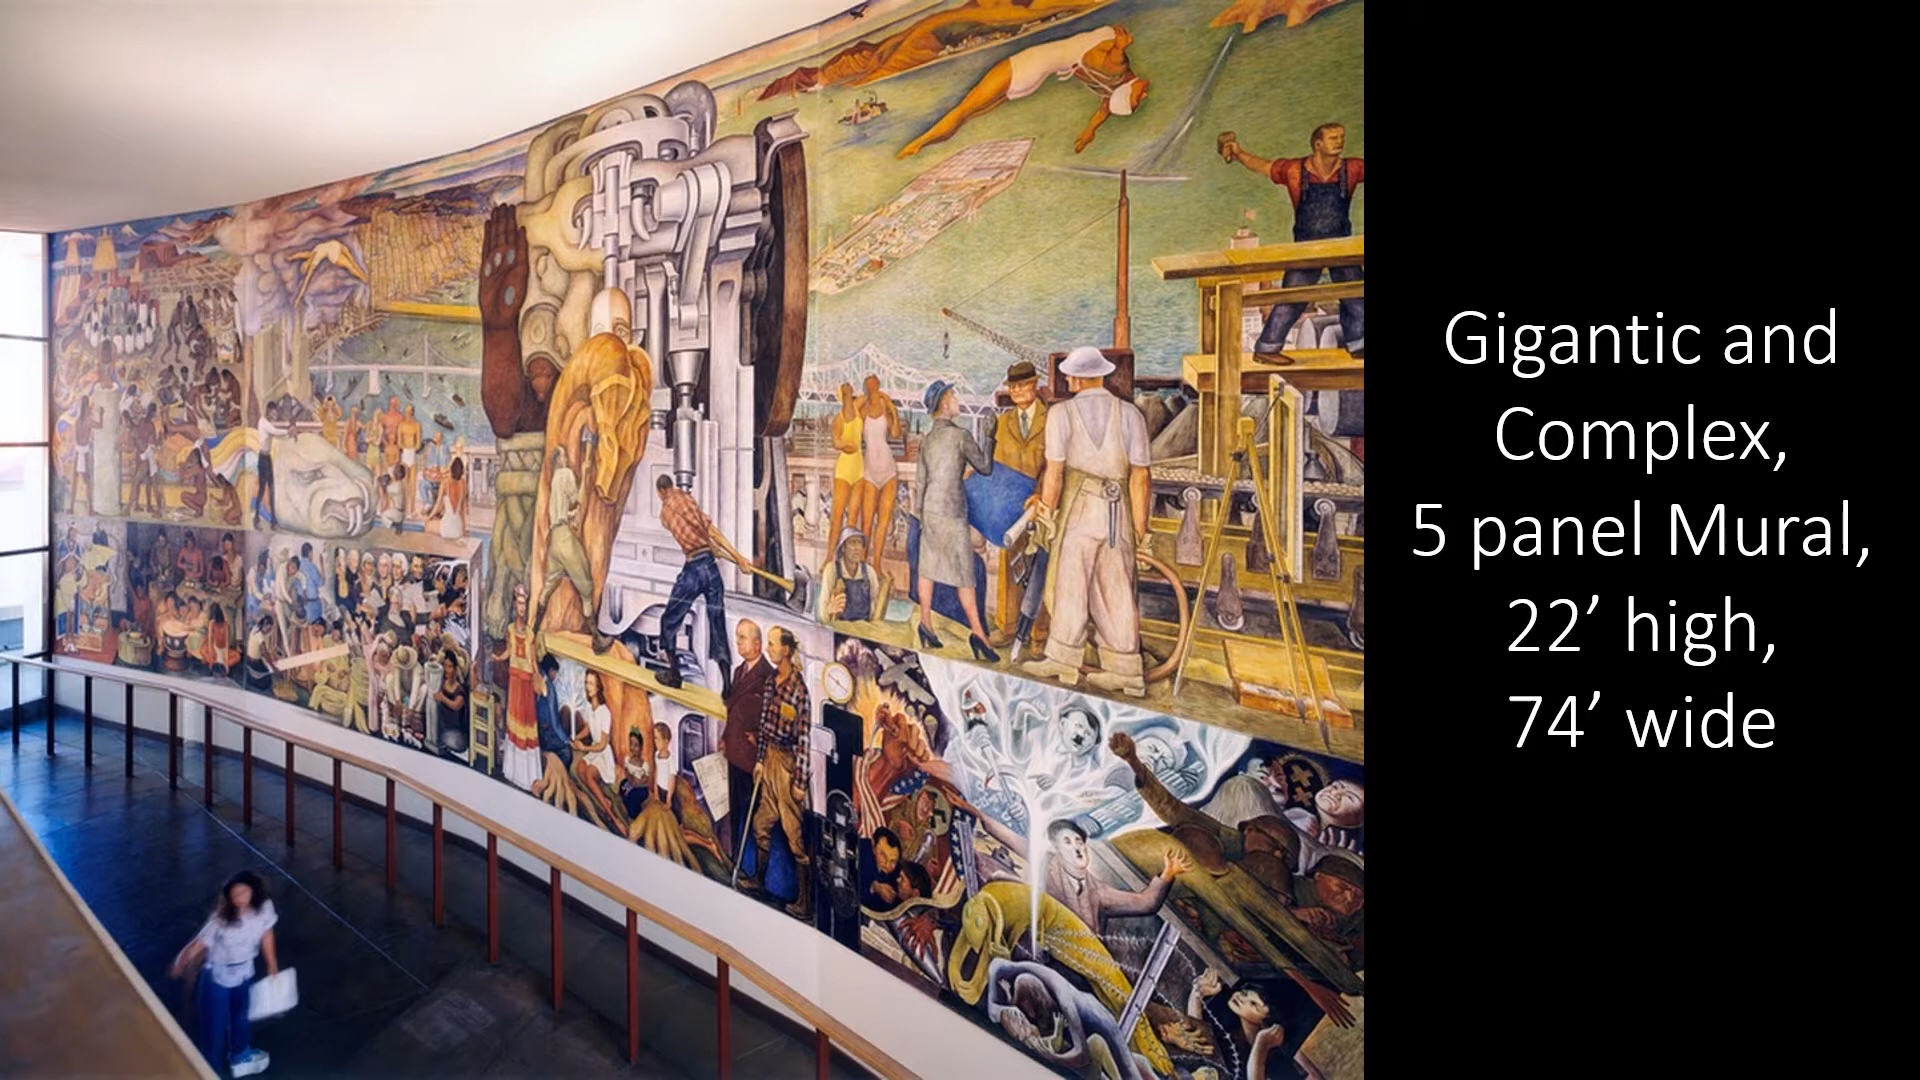 Gigantic and
Complex,
5 panel Mural,
22’ high,
74’ wide